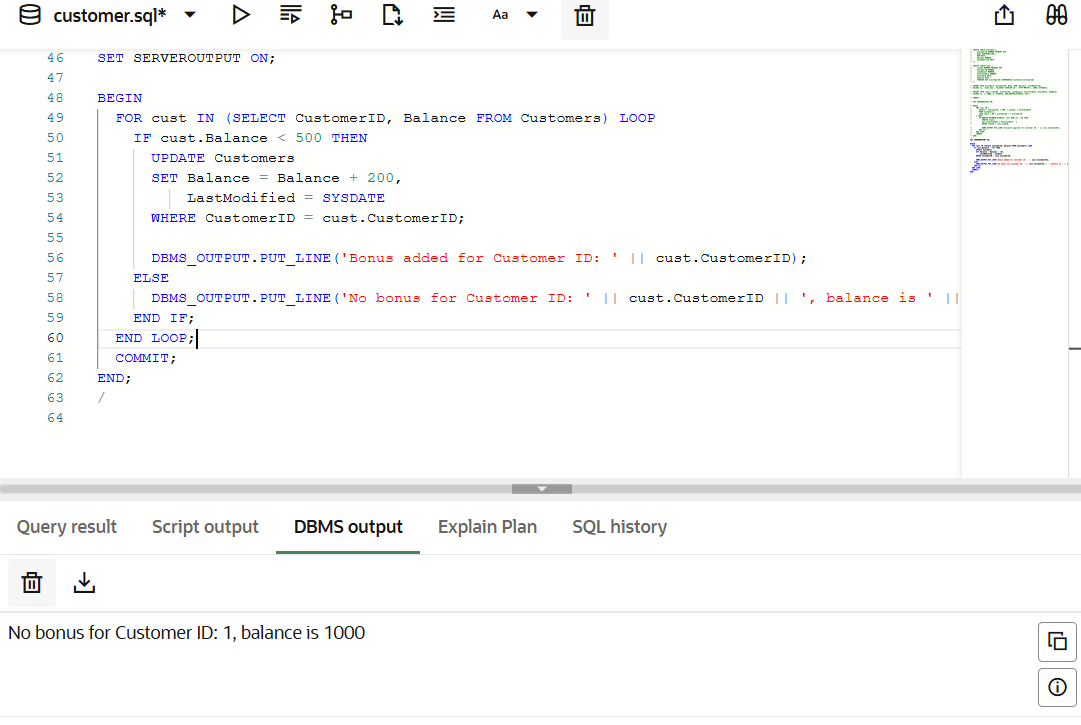 customer.sql*
Aa
46 SET SERVEROUTPUT ON;
47
48 BEGIN
49 FOR cust IN (SELECT CustomerID, Balance FROM Customers) LOOP
50 IF cust.Balance < 500 THEN
51 UPDATE Customers
52 SET Balance = Balance + 200,
53 LastModified = SYSDATE
54 WHERE CustomerID = cust.CustomerID;
55
56 DBMS_OUTPUT.PUT_LINE('Bonus added for Customer ID: ' || cust.CustomerID);
57 ELSE
58 DBMS_OUTPUT.PUT_LINE('No bonus for Customer ID: ' || cust.CustomerID || ', balance is ' ||
59 END IF;
60 END LOOP;
61 COMMIT;
62 END;
63 /
64
Query result Script output DBMS output Explain Plan SQL history
No bonus for Customer ID: 1, balance is 1000